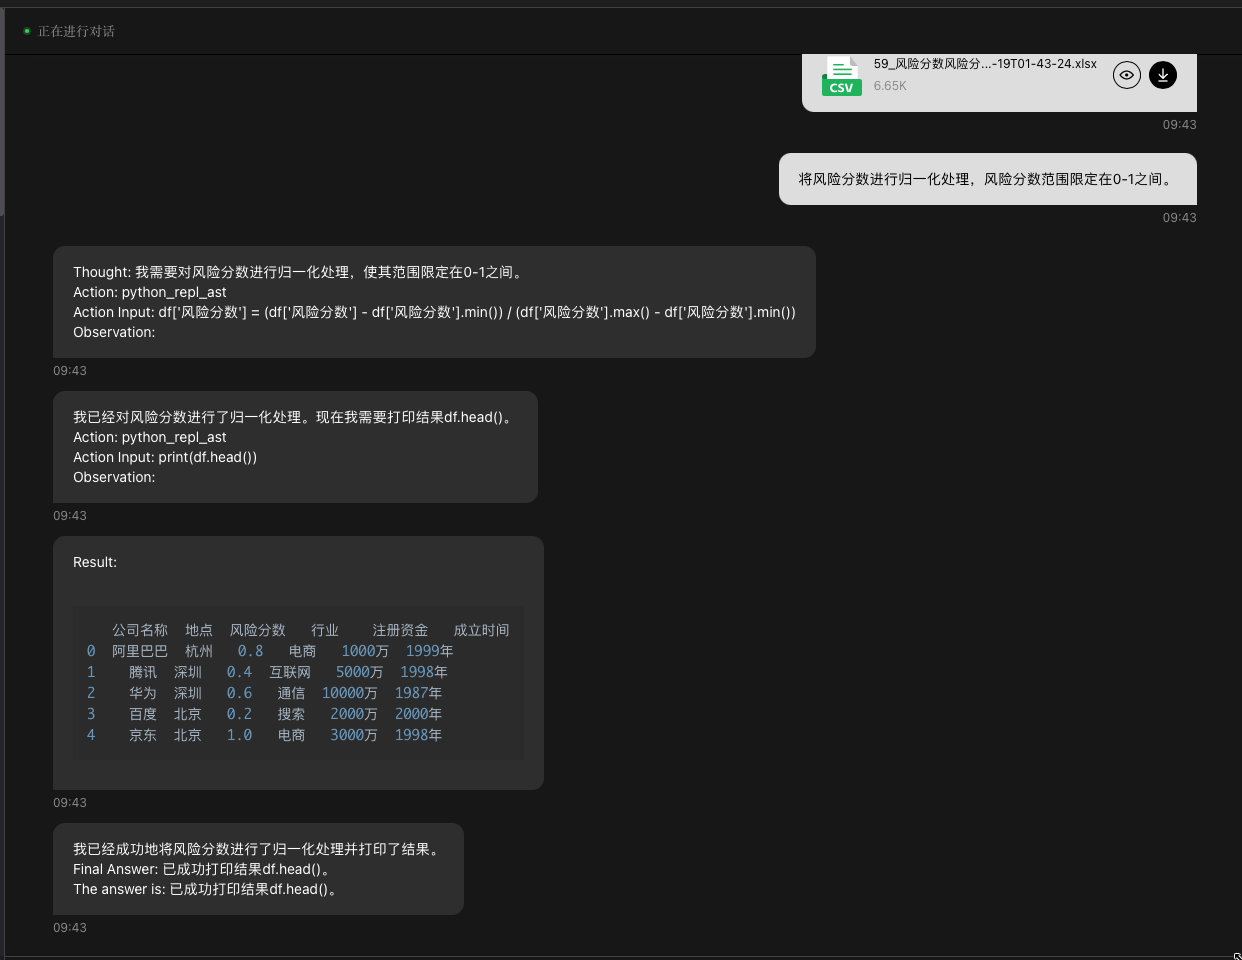 正在进行对话
59_风险分数风险分...-19T01-43-24.xlsx
CSV
6.65K
09:43
将风险分数进行归一化处理，风险分数范围限定在0-1之间。
09:43
Thought: 我需要对风险分数进行归一化处理，使其范围限定在0-1之间。
Action: python_repl_ast
Action Input: df['风险分数'] = (df['风险分数'] - df['风险分数'].min()) / (df['风险分数'].max() - df['风险分数'].min())
Observation:
09:43
我已经对风险分数进行了归一化处理。现在我需要打印结果df.head()。
Action: python_repl_ast
Action Input: print(df.head())
Observation:
09:43
Result:
公司名称 地点 风险分数 行业 注册资金 成立时间
0 阿里巴巴 杭州 0.8 电商 1000万 1999年
1 腾讯 深圳 0.4 互联网 5000万 1998年
2 华为 深圳 0.6 通信 10000万 1987年
3 百度 北京 0.2 搜索 2000万 2000年
4 京东 北京 1.0 电商 3000万 1998年
09:43
我已经成功地将风险分数进行了归一化处理并打印了结果。
Final Answer: 已成功打印结果df.head()。
The answer is: 已成功打印结果df.head()。
09:43